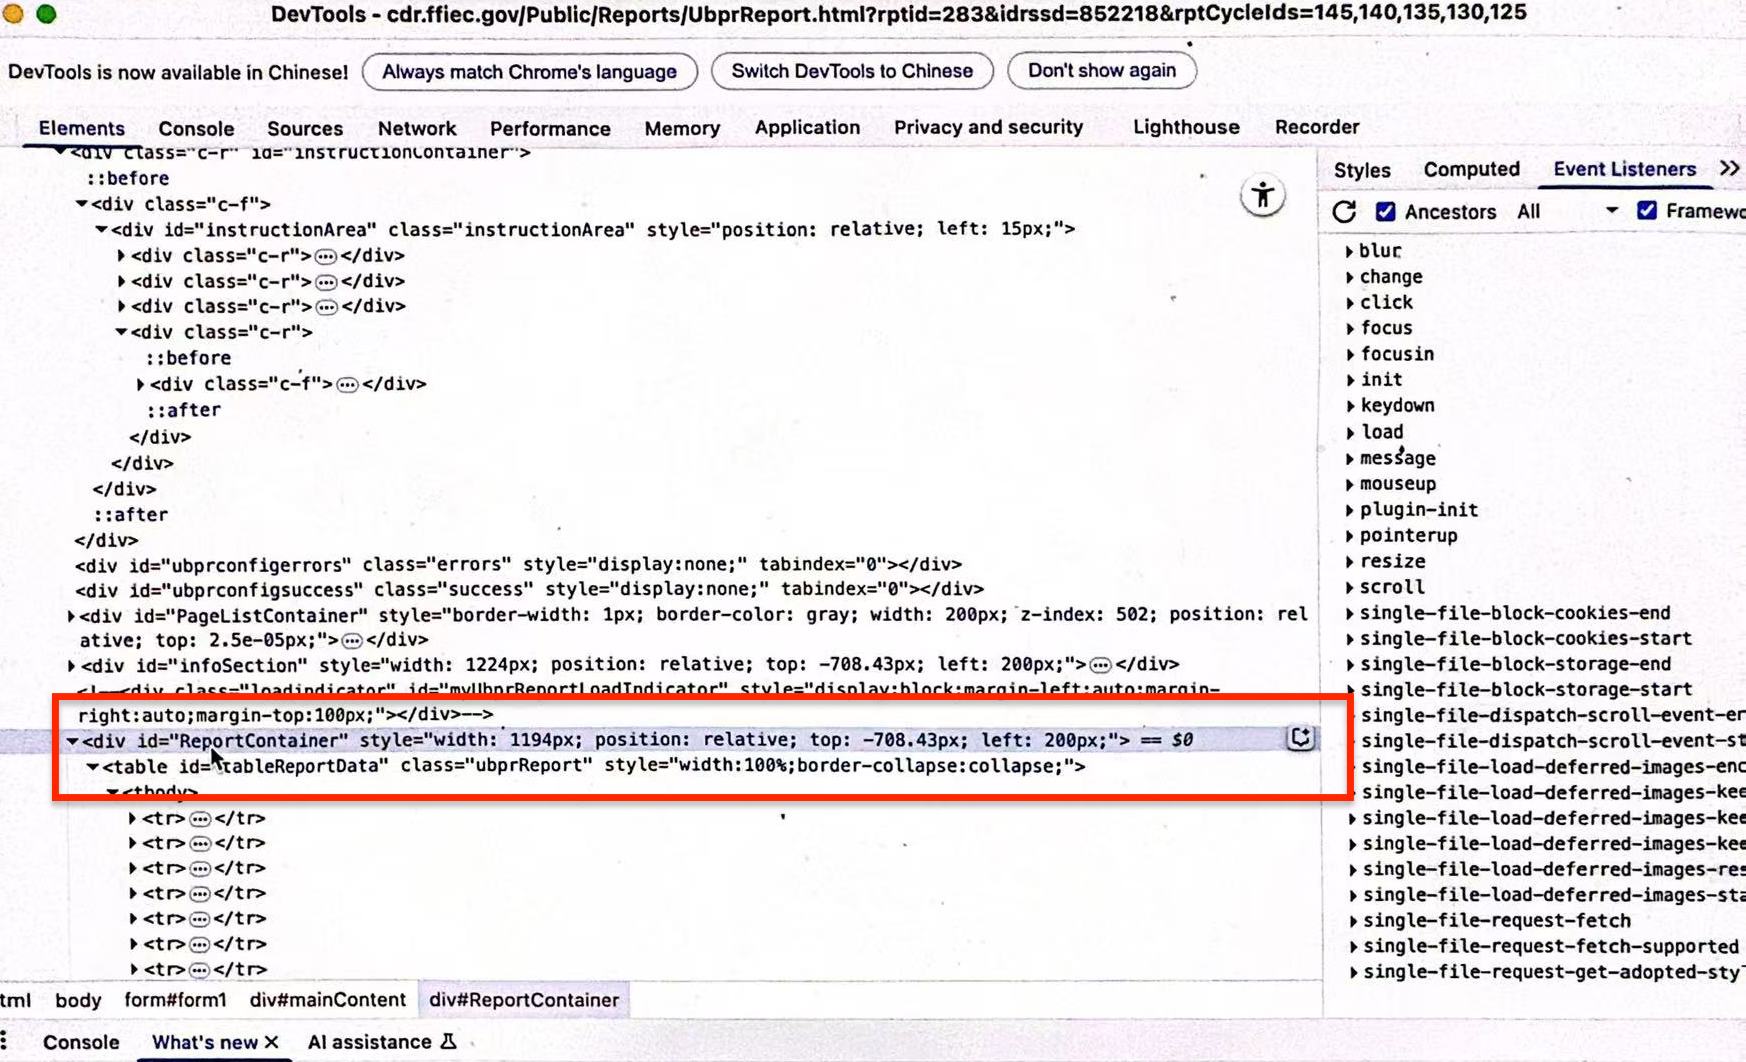 DevTools - cdr.ffiec.gov/Public/Reports/UbprReport.html?rptid=283&idrssd=852218&rptCycleIds=145,140,135,130,125
DevTools is now available in Chinese! Always match Chrome's language Switch DevTools to Chinese Don't show again
Elements Console Sources Network Performance Memory Application Privacy and security Lighthouse Recorder
<div class="c-r" id="instructionContainer">
::before
<div class="c-f">
<div id="instructionArea" class="instructionArea" style="position: relative; left: 15px;">
<div class="c-r">…</div>
<div class="c-r">…</div>
<div class="c-r">…</div>
<div class="c-r">
::before
<div class="c-f">…</div>
::after
</div>
</div>
</div>
::after
</div>
<div id="ubprconfigerrors" class="errors" style="display:none;" tabindex="0"></div>
<div id="ubprconfigsuccess" class="success" style="display:none;" tabindex="0"></div>
<div id="PageListContainer" style="border-width: 1px; border-color: gray; width: 200px; z-index: 502; position: rel
ative; top: 2.5e-05px;">…</div>
<div id="infoSection" style="width: 1224px; position: relative; top: -708.43px; left: 200px;">…</div>
<!--<div class="loadindicator" id="myUbprReportLoadIndicator" style="display:block;margin-left:auto;margin-
right:auto;margin-top:100px;"></div>-->
<div id="ReportContainer" style="width: 1194px; position: relative; top: -708.43px; left: 200px;"> == $0
<table id="tableReportData" class="ubprReport" style="width:100%;border-collapse:collapse;">
<tbody>
<tr>…</tr>
<tr>…</tr>
<tr>…</tr>
<tr>…</tr>
<tr>…</tr>
<tr>…</tr>
<tr>…</tr>
tml body form#form1 div#mainContent div#ReportContainer
Console What's new × AI assistance
Styles Computed Event Listeners »
Ancestors All Framewo
blur
change
click
focus
focusin
init
keydown
load
message
mouseup
plugin-init
pointerup
resize
scroll
single-file-block-cookies-end
single-file-block-cookies-start
single-file-block-storage-end
single-file-block-storage-start
single-file-dispatch-scroll-event-en
single-file-dispatch-scroll-event-st
single-file-load-deferred-images-enc
single-file-load-deferred-images-kee
single-file-load-deferred-images-kee
single-file-load-deferred-images-kee
single-file-load-deferred-images-res
single-file-load-deferred-images-sta
single-file-request-fetch
single-file-request-fetch-supported
single-file-request-get-adopted-sty